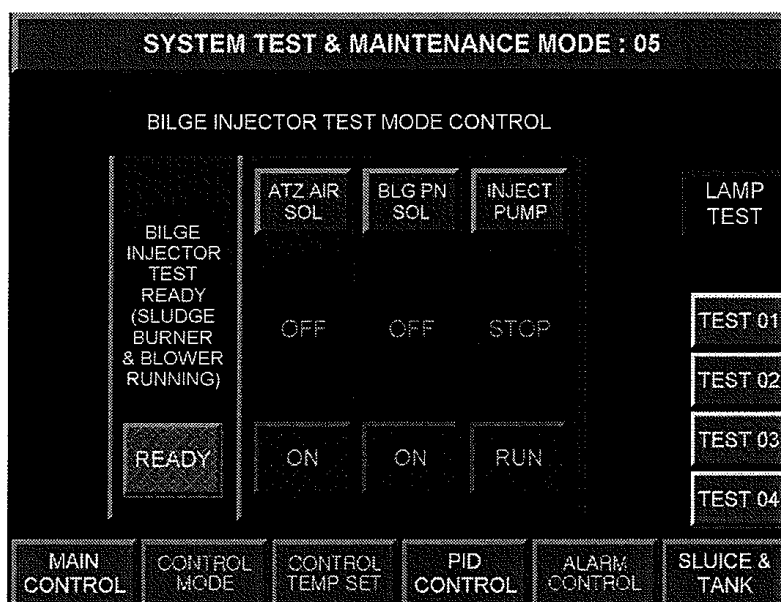 SYSTEM TEST & MAINTENANCE MODE : 05
BILGE INJECTOR TEST MODE CONTROL
BILGE
INJECTOR
TEST
READY
(SLUDGE
BURNER
& BLOWER
RUNNING)
READY
ATZ AIR
SOL
BLG PN
SOL
INJECT
PUMP
OFF
OFF
STOP
ON
ON
RUN
LAMP
TEST
TEST 01
TEST 02
TEST 03
TEST 04
MAIN
CONTROL
CONTROL
MODE
CONTROL
TEMP SET
PID
CONTROL
ALARM
CONTROL
SLUICE &
TANK